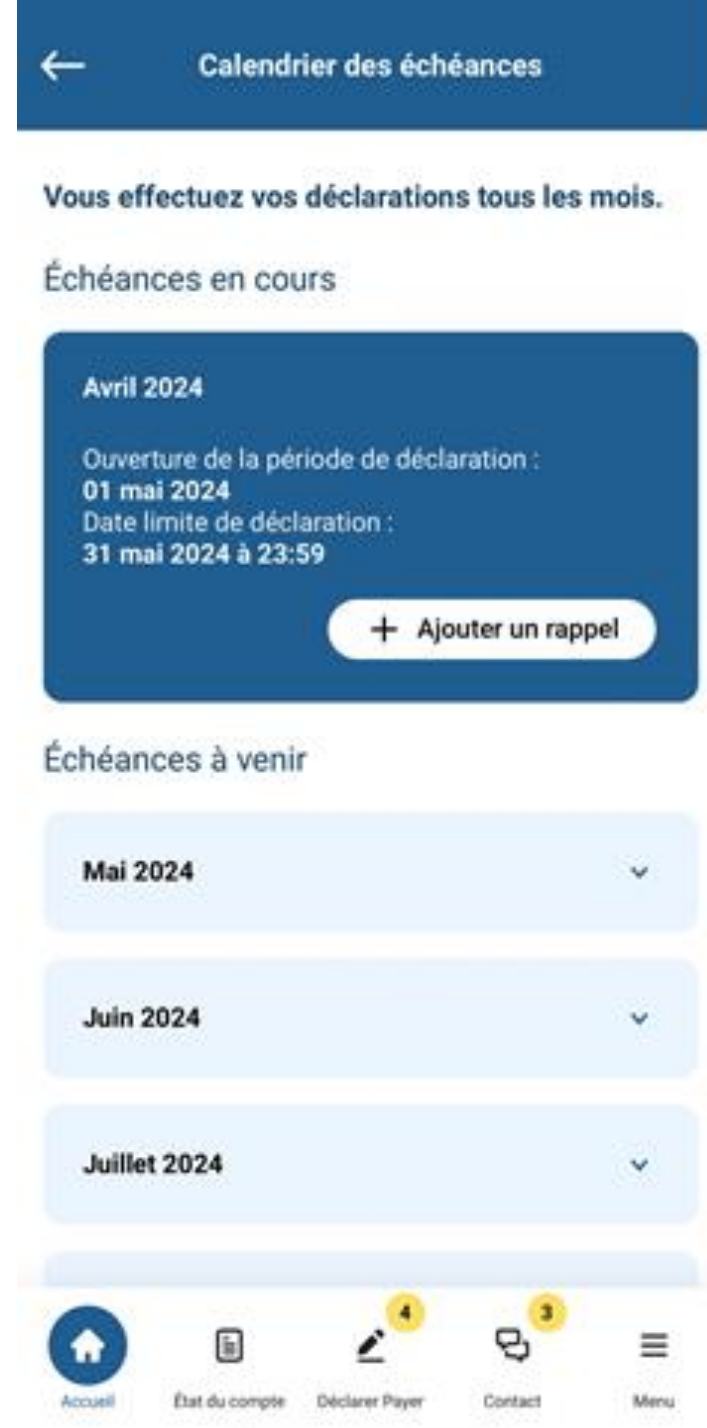 Calendrier des échéances
Vous effectuez vos déclarations tous les mois.
Échéances en cours
Avril 2024
Ouverture de la période de déclaration :
01 mai 2024
Date limite de déclaration :
31 mai 2024 à 23:59
+ Ajouter un rappel
Échéances à venir
Mai 2024
Juin 2024
Juillet 2024
4
3
Accueil
État du compte
Déclarer Payer
Contact
Menu